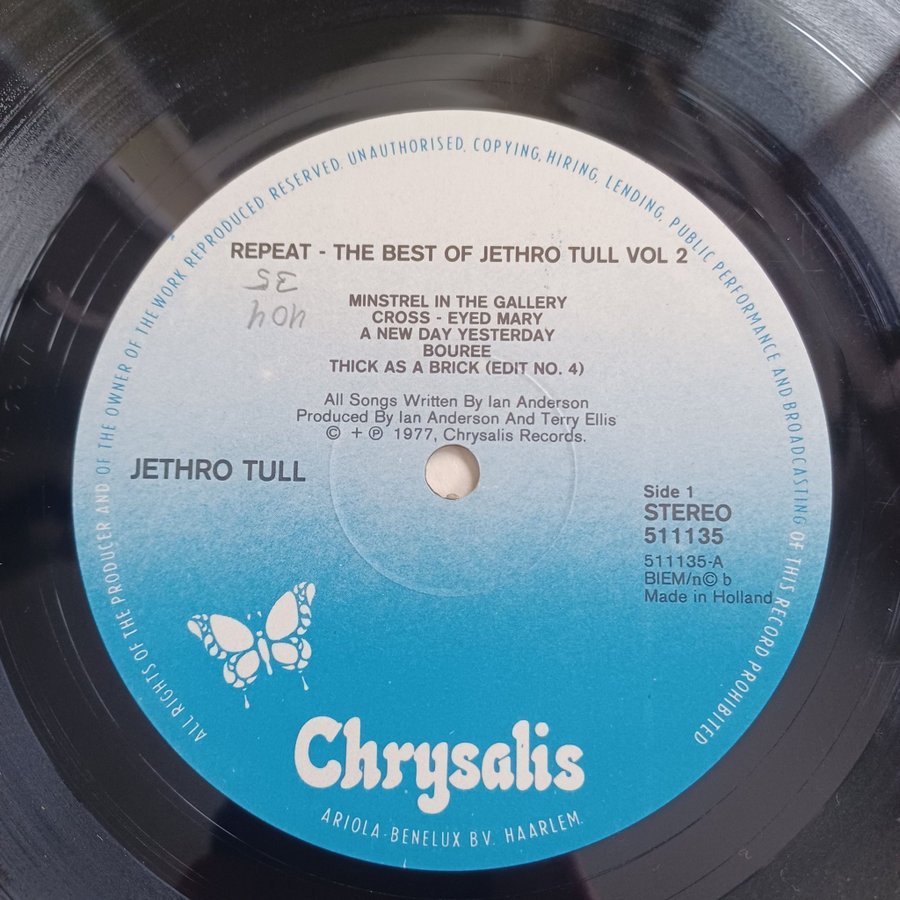 ALL RIGHTS OF THE PRODUCER AND OF THE OWNER OF THE WORK REPRODUCED RESERVED. UNAUTHORISED, COPYING, HIRING, LENDING, PUBLIC PERFORMANCE AND BROADCASTING OF THIS RECORD PROHIBITED
REPEAT - THE BEST OF JETHRO TULL VOL 2
35
404
MINSTREL IN THE GALLERY
CROSS - EYED MARY
A NEW DAY YESTERDAY
BOUREE
THICK AS A BRICK (EDIT NO. 4)
All Songs Written By Ian Anderson
Produced By Ian Anderson And Terry Ellis
© + ℗ 1977, Chrysalis Records.
JETHRO TULL
Side 1
STEREO
511135
511135-A
BIEM/n© b
Made in Holland
Chrysalis
ARIOLA-BENELUX BV. HAARLEM.